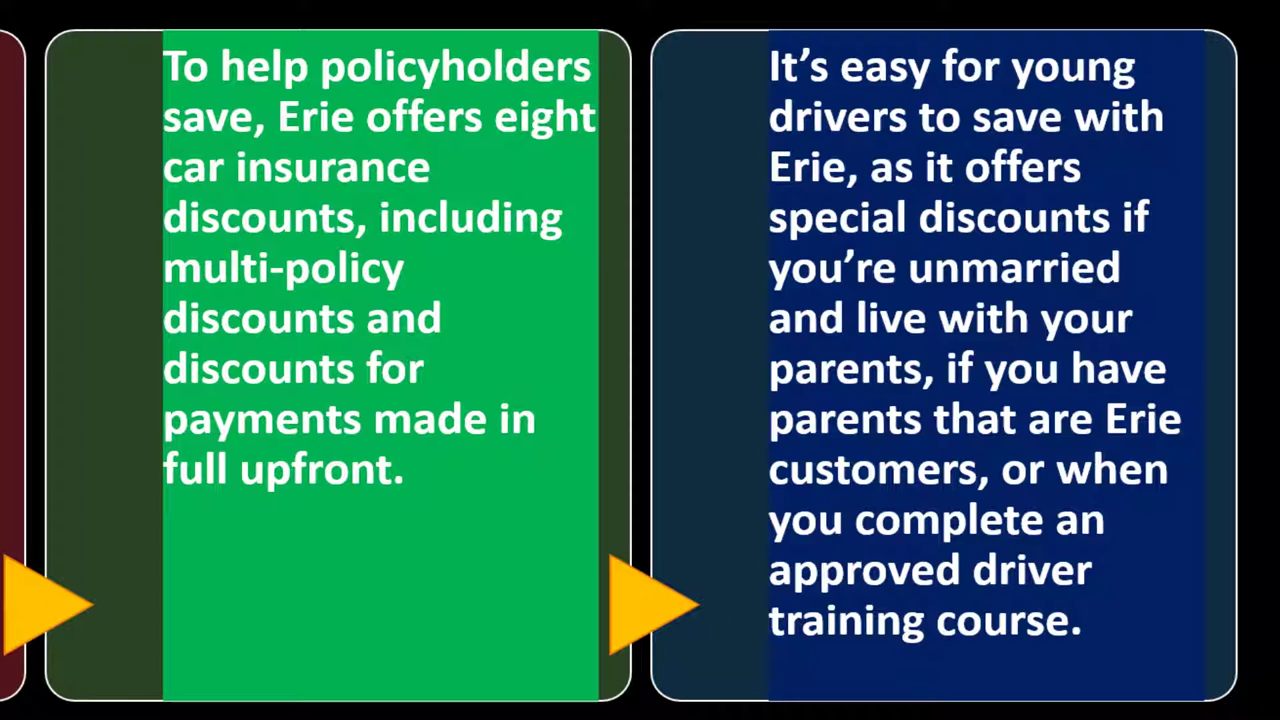 To help policyholders
save, Erie offers eight
car insurance
discounts, including
multi-policy
discounts and
discounts for
payments made in
full upfront.
It’s easy for young
drivers to save with
Erie, as it offers
special discounts if
you’re unmarried
and live with your
parents, if you have
parents that are Erie
customers, or when
you complete an
approved driver
training course.